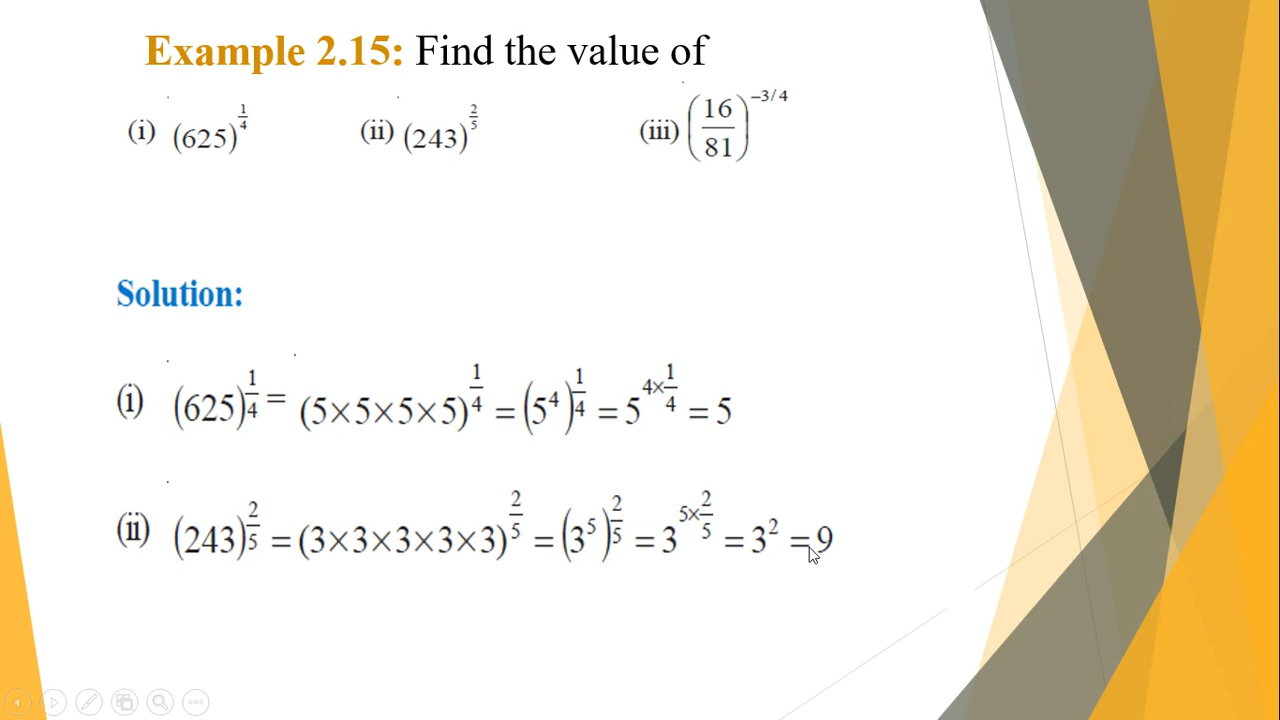 Example 2.15: Find the value of
(i) (625)^{1/4} (ii) (243)^{2/5} (iii) (16/81)^{-3/4}
Solution:
(i) (625)^{1/4} = (5×5×5×5)^{1/4} = (5^4)^{1/4} = 5^{4×1/4} = 5
(ii) (243)^{2/5} = (3×3×3×3×3)^{2/5} = (3^5)^{2/5} = 3^{5×2/5} = 3^2 = 9